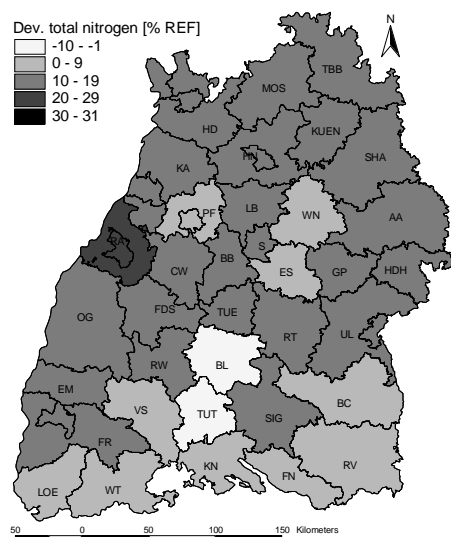 Dev. total nitrogen [% REF]
-10 - -1
0 - 9
10 - 19
20 - 29
30 - 31
N
TBB
MOS
HD
KUEN
HN
SHA
KA
PF
LB
WN
AA
RA
S
CW
BB
ES
GP
HDH
OG
FDS
TUE
RT
UL
RW
BL
EM
VS
TUT
SIG
BC
FR
KN
FN
RV
LOE
WT
50 0 50 100 150 Kilometers